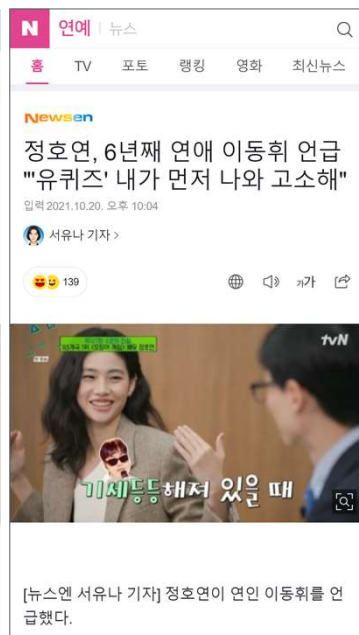 N 연예 뉴스
홈 TV 포토 랭킹 영화 최신뉴스
Newsen
정호연, 6년째 연애 이동휘 언급
"'유퀴즈' 내가 먼저 나와 고소해"
입력 2021.10.20. 오후 10:04
서유나 기자 >
139
가가
tvN
기세등등해져 있을 때
[뉴스엔 서유나 기자] 정호연이 연인 이동휘를 언
급했다.